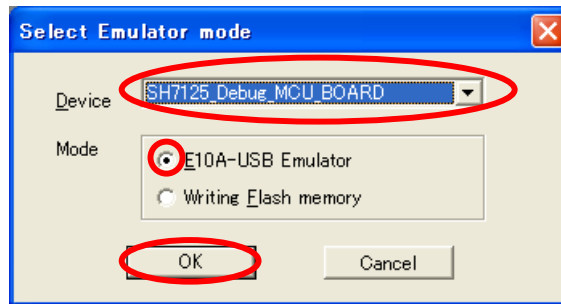 Select Emulator mode
Device SH7125_Debug_MCU_BOARD
Mode
E10A-USB Emulator
Writing Flash memory
OK Cancel